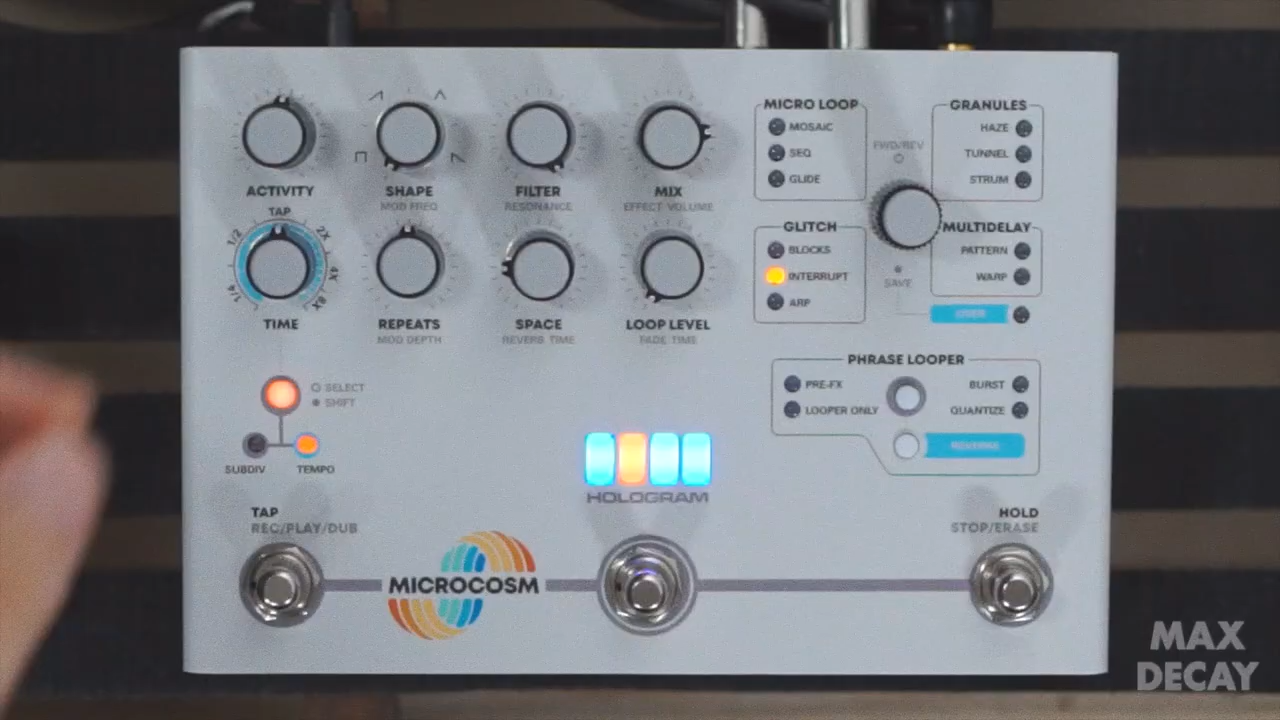 ACTIVITY
SHAPE
MOD FREQ
FILTER
RESONANCE
MIX
EFFECT VOLUME
TAP
1/2
2X
1/4
4X
8X
TIME
REPEATS
MOD DEPTH
SPACE
REVERB TIME
LOOP LEVEL
FADE TIME
MICRO LOOP
MOSAIC
SEQ
GLIDE
GLITCH
BLOCKS
INTERRUPT
ARP
FWD/REV
SAVE
GRANULES
HAZE
TUNNEL
STRUM
MULTIDELAY
PATTERN
WARP
SELECT
SHIFT
SUBDIV
TEMPO
PHRASE LOOPER
PRE-FX
LOOPER ONLY
BURST
QUANTIZE
REVERSE
HOLOGRAM
TAP
REC/PLAY/DUB
HOLD
STOP/ERASE
MICROCOSM
MAX
DECAY